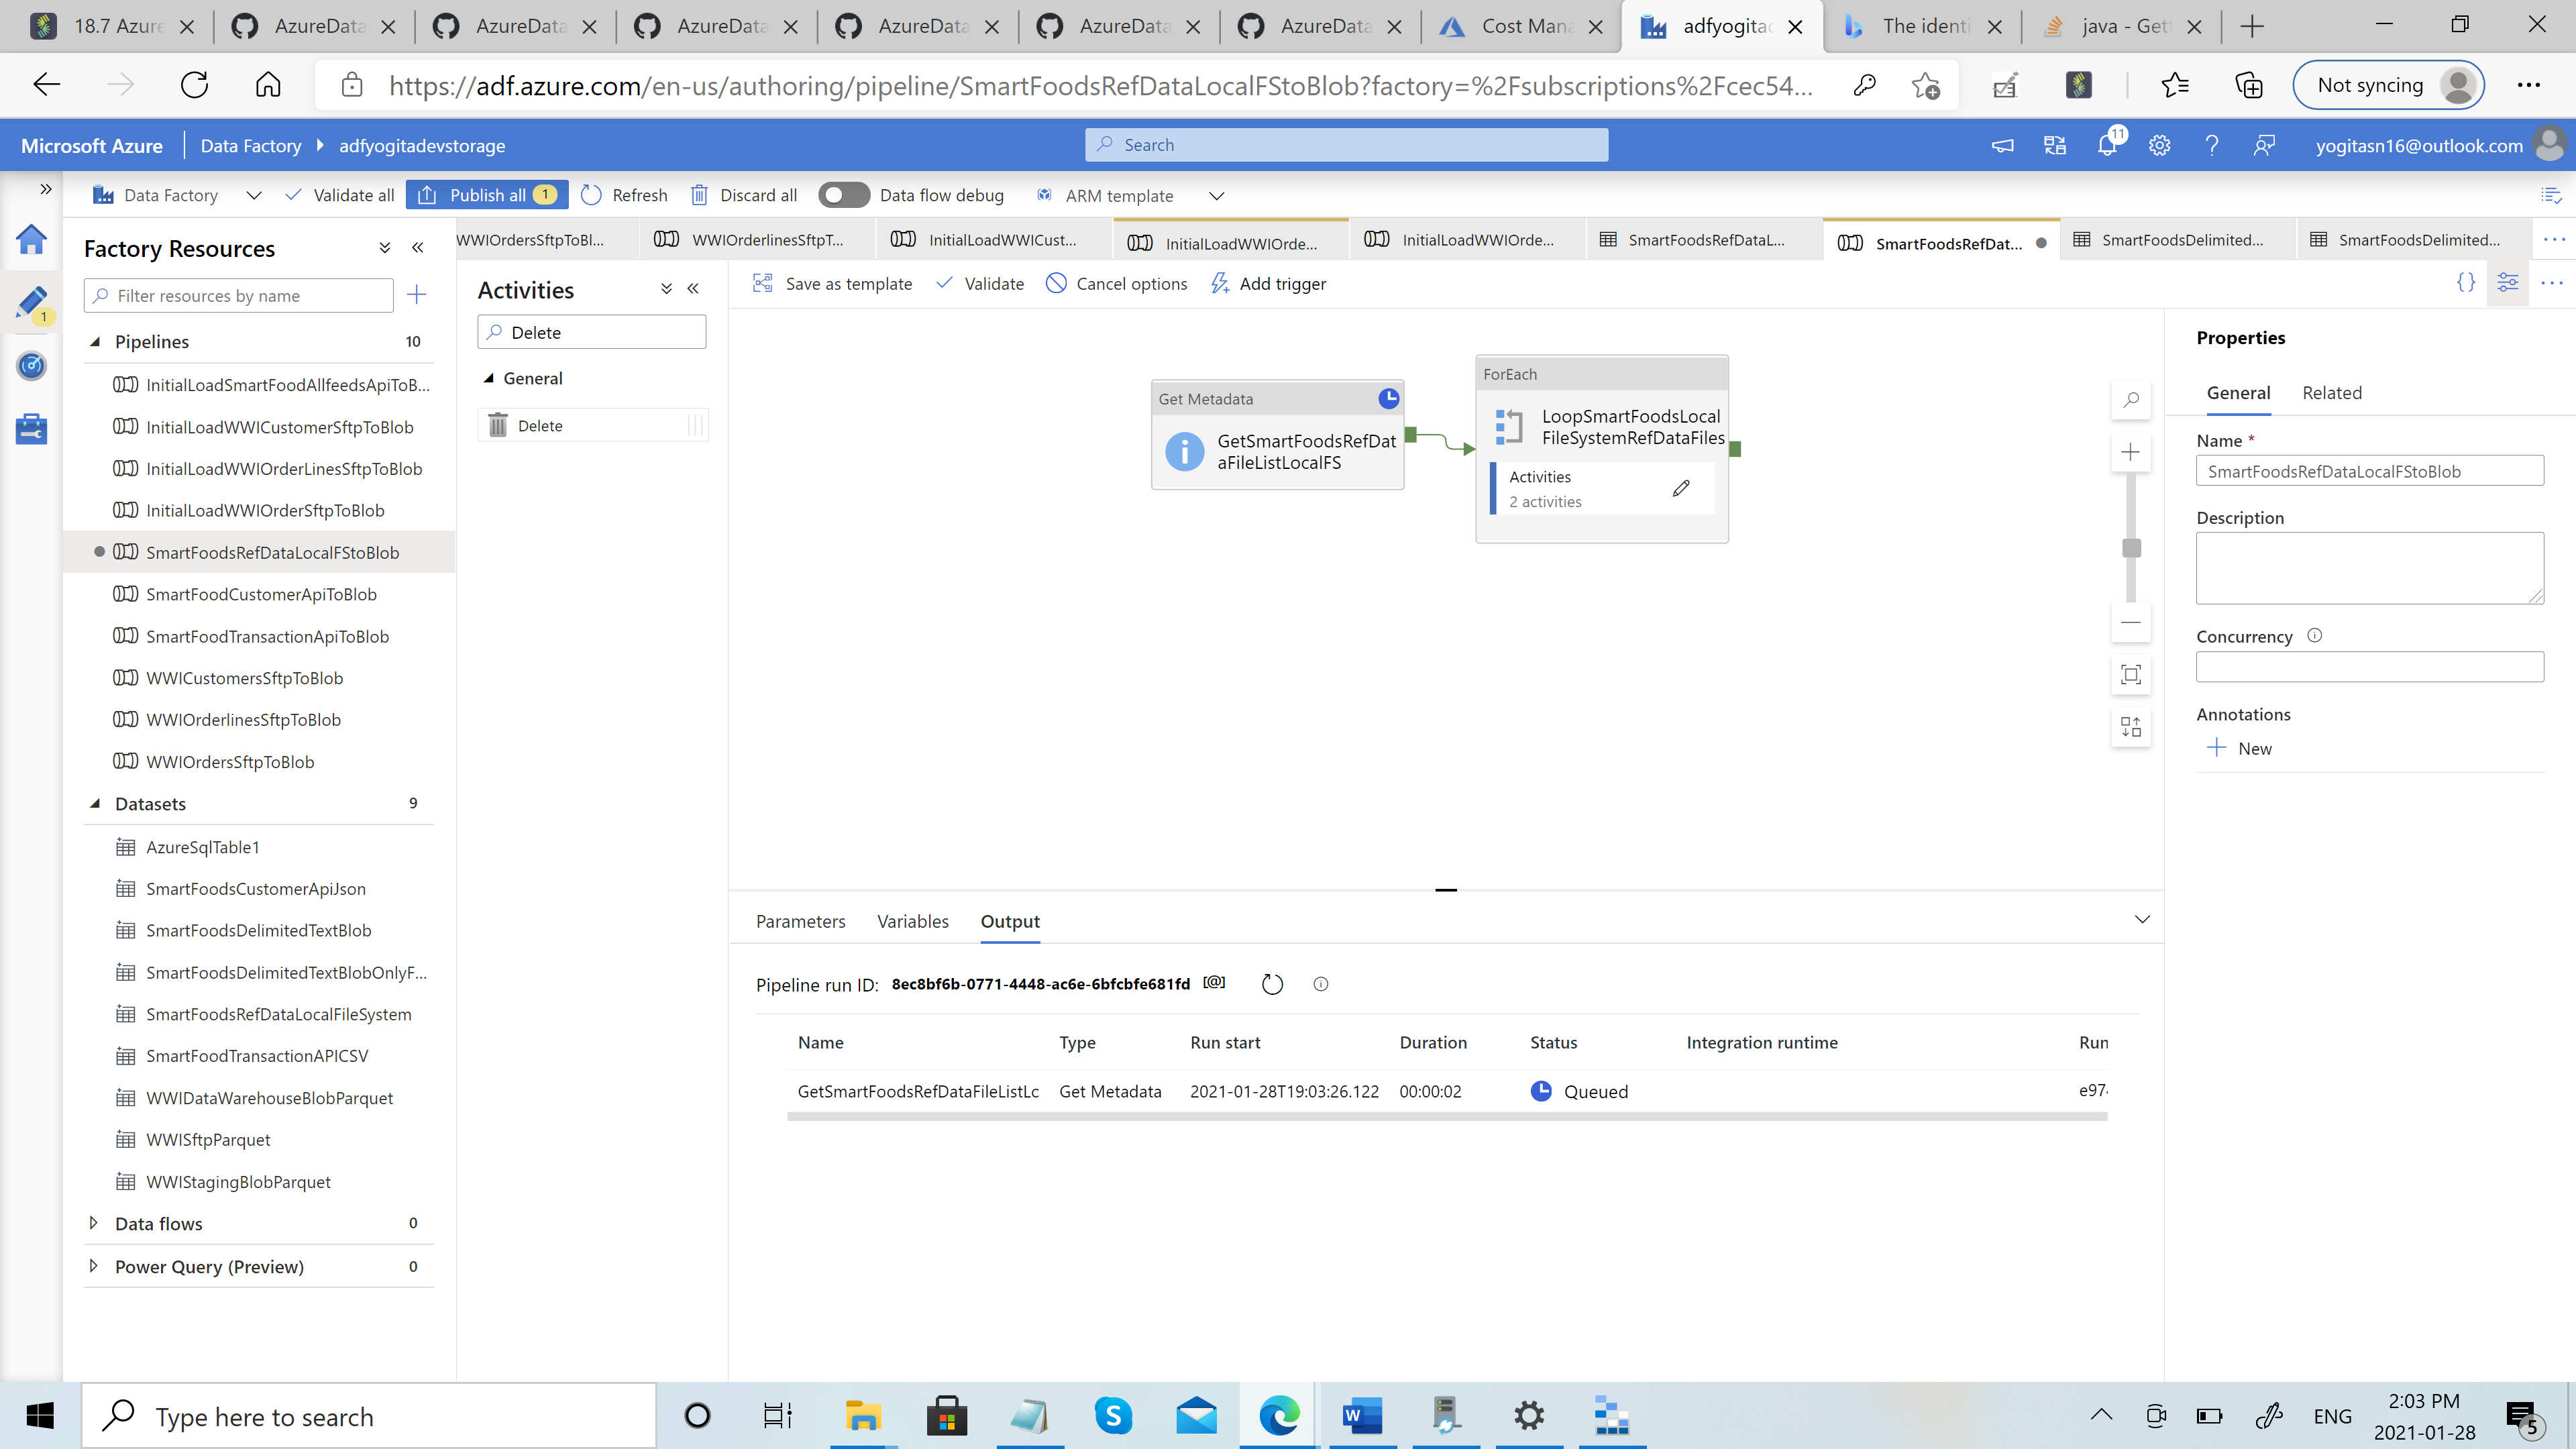 18.7 Azure
AzureData
AzureData
AzureData
AzureData
AzureData
AzureData
Cost Mana
adfyogitac
The identi
java - Gett
https://adf.azure.com/en-us/authoring/pipeline/SmartFoodsRefDataLocalFStoBlob?factory=%2Fsubscriptions%2Fcec54...
Not syncing
Microsoft Azure
Data Factory
adfyogitadevstorage
Search
11
yogitasn16@outlook.com
Data Factory
Validate all
Publish all 1
Refresh
Discard all
Data flow debug
ARM template
1
Factory Resources
Filter resources by name
Pipelines 10
InitialLoadSmartFoodAllfeedsApiToB...
InitialLoadWWICustomerSftpToBlob
InitialLoadWWIOrderLinesSftpToBlob
InitialLoadWWIOrderSftpToBlob
SmartFoodsRefDataLocalFStoBlob
SmartFoodCustomerApiToBlob
SmartFoodTransactionApiToBlob
WWICustomersSftpToBlob
WWIOrderlinesSftpToBlob
WWIOrdersSftpToBlob
Datasets 9
AzureSqlTable1
SmartFoodsCustomerApiJson
SmartFoodsDelimitedTextBlob
SmartFoodsDelimitedTextBlobOnlyF...
SmartFoodsRefDataLocalFileSystem
SmartFoodTransactionAPICSV
WWIDataWarehouseBlobParquet
WWISftpParquet
WWIStagingBlobParquet
Data flows 0
Power Query (Preview) 0
WWIOrdersSftpToBl...
WWIOrderlinesSftpT...
InitialLoadWWICust...
InitialLoadWWIOrde...
InitialLoadWWIOrde...
SmartFoodsRefDataL...
SmartFoodsRefDat...
SmartFoodsDelimited...
SmartFoodsDelimited...
Activities
Delete
General
Delete
Save as template
Validate
Cancel options
Add trigger
{}
Get Metadata
GetSmartFoodsRefDat
aFileListLocalFS
ForEach
LoopSmartFoodsLocal
FileSystemRefDataFiles
Activities
2 activities
Parameters
Variables
Output
Pipeline run ID: 8ec8bf6b-0771-4448-ac6e-6bfcbfe681fd [@]
Name Type Run start Duration Status Integration runtime Run
GetSmartFoodsRefDataFileListLc Get Metadata 2021-01-28T19:03:26.122 00:00:02 Queued e974
Properties
General
Related
Name *
SmartFoodsRefDataLocalFStoBlob
Description
Concurrency
Annotations
New
Type here to search
ENG
2:03 PM
2021-01-28
5